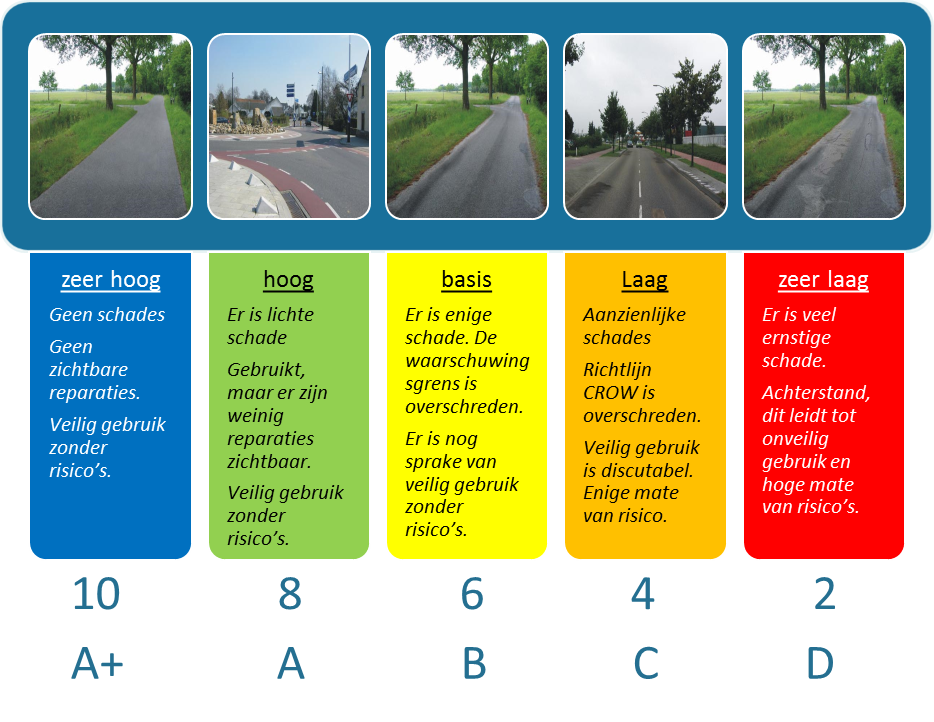 zeer hoog
Geen schades
Geen
zichtbare
reparaties.
Veilig gebruik
zonder
risico's.
10
A+
hoog
Er is lichte
schade
Gebruikt,
maar er zijn
weinig
reparaties
zichtbaar.
Veilig gebruik
zonder
risico's.
8
A
basis
Er is enige
schade. De
waarschuwing
sgrens is
overschreden.
Er is nog
sprake van
veilig gebruik
zonder
risico's.
6
B
Laag
Aanzienlijke
schades
Richtlijn
CROW is
overschreden.
Veilig gebruik
is discutabel.
Enige mate
van risico.
4
C
zeer laag
Er is veel
ernstige
schade.
Achterstand,
dit leidt tot
onveilig
gebruik en
hoge mate
van risico's.
2
D